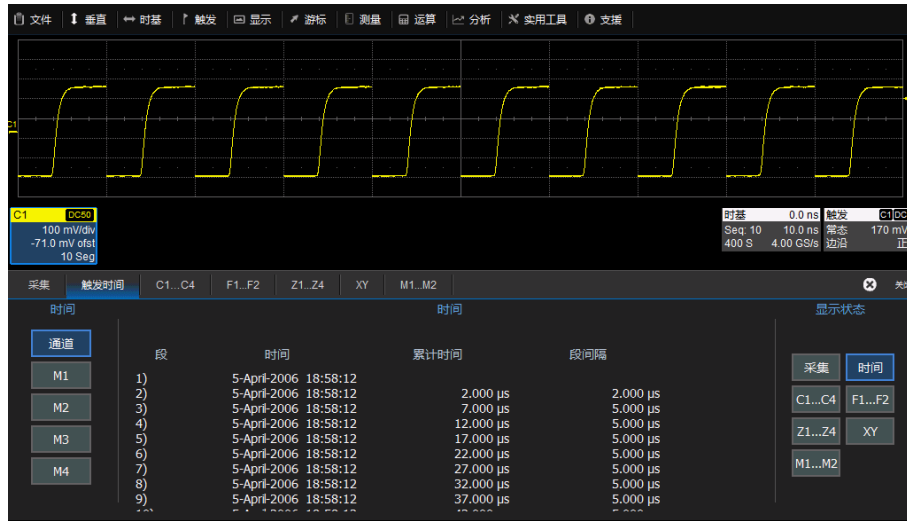 文件 垂直 时基 触发 显示 游标 测量 运算 分析 实用工具 支援
C1
C1 DC50
100 mV/div
-71.0 mV ofst
10 Seg
时基 0.0 ns
Seq: 10 10.0 ns
400 S 4.00 GS/s
触发 C1 DC
常态 170 mV
边沿 正
采集 触发时间 C1...C4 F1...F2 Z1...Z4 XY M1...M2
时间 时间 显示状态
通道
M1
M2
M3
M4
段 时间 累计时间 段间隔
1) 5-April-2006 18:58:12
2) 5-April-2006 18:58:12 2.000 µs 2.000 µs
3) 5-April-2006 18:58:12 7.000 µs 5.000 µs
4) 5-April-2006 18:58:12 12.000 µs 5.000 µs
5) 5-April-2006 18:58:12 17.000 µs 5.000 µs
6) 5-April-2006 18:58:12 22.000 µs 5.000 µs
7) 5-April-2006 18:58:12 27.000 µs 5.000 µs
8) 5-April-2006 18:58:12 32.000 µs 5.000 µs
9) 5-April-2006 18:58:12 37.000 µs 5.000 µs
采集 时间
C1...C4 F1...F2
Z1...Z4 XY
M1...M2